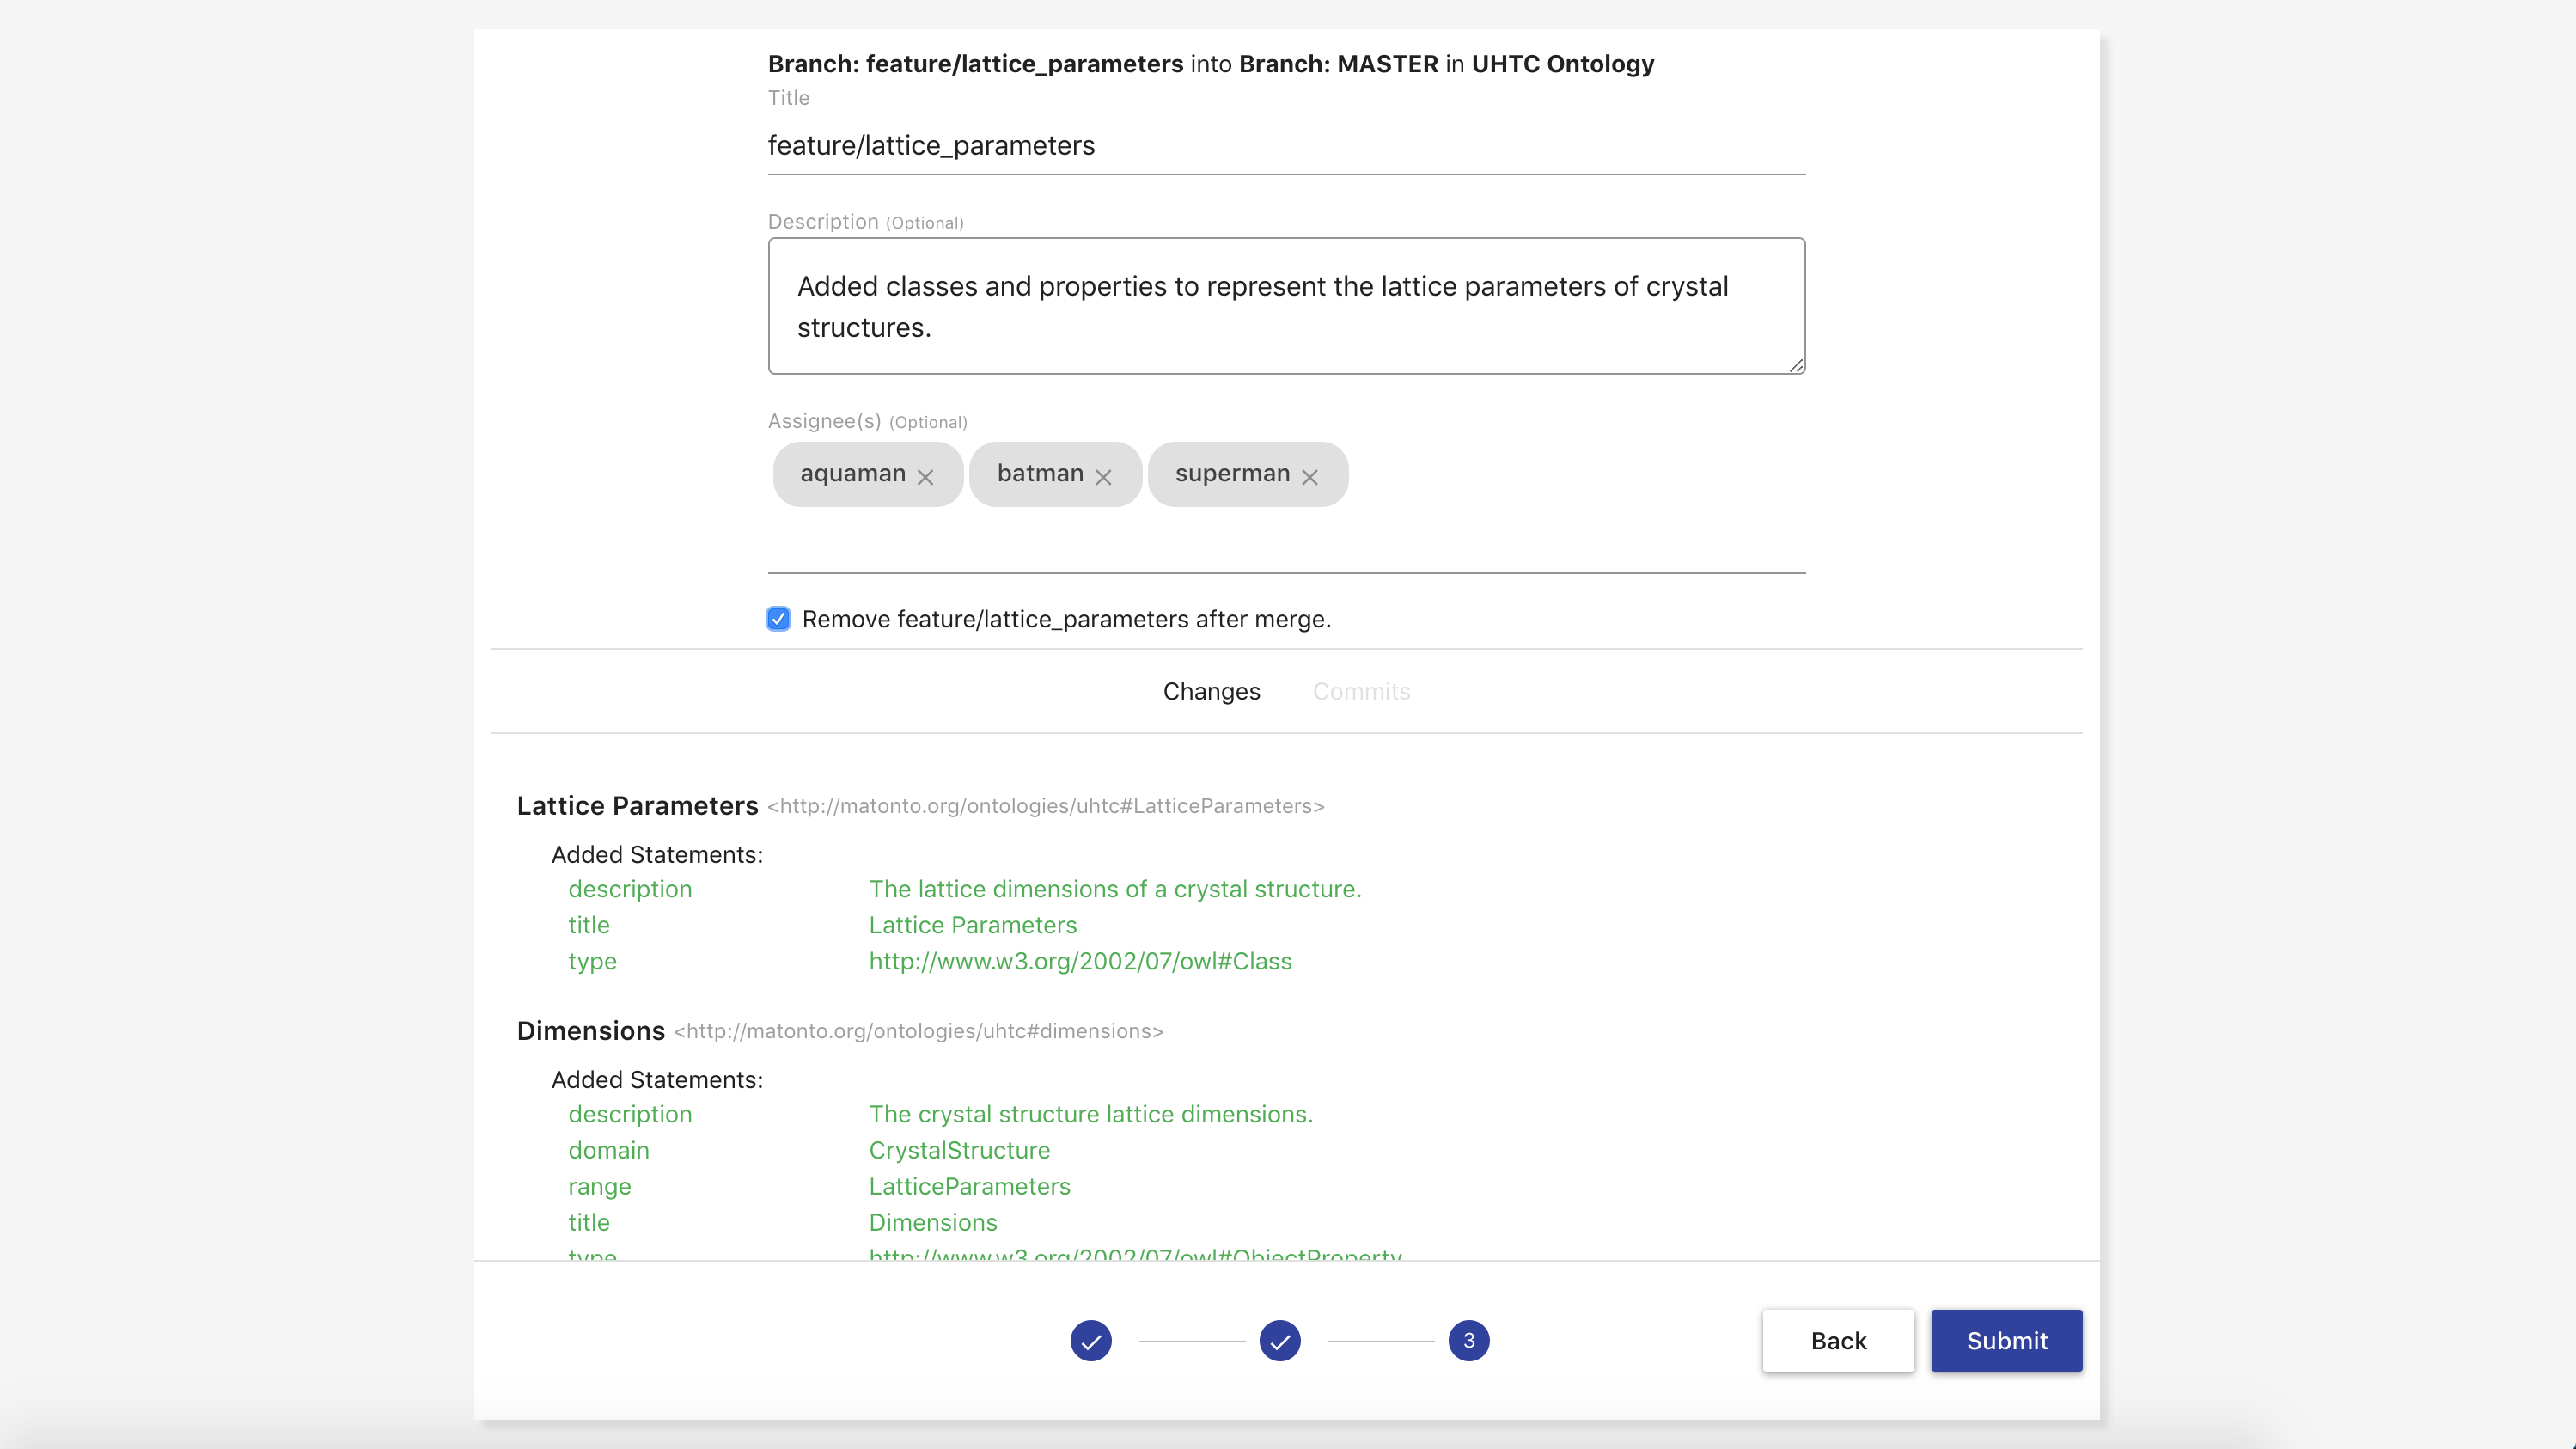 Branch: feature/lattice_parameters into Branch: MASTER in UHTC Ontology
Title
feature/lattice_parameters
Description (Optional)
Added classes and properties to represent the lattice parameters of crystal
structures.
Assignee(s) (Optional)
aquaman batman superman
Remove feature/lattice_parameters after merge.
Changes Commits
Lattice Parameters <http://matonto.org/ontologies/uhtc#LatticeParameters>
Added Statements:
description The lattice dimensions of a crystal structure.
title Lattice Parameters
type http://www.w3.org/2002/07/owl#Class
Dimensions <http://matonto.org/ontologies/uhtc#dimensions>
Added Statements:
description The crystal structure lattice dimensions.
domain CrystalStructure
range LatticeParameters
title Dimensions
type http://www.w3.org/2002/07/owl#ObjectProperty
3 Back Submit